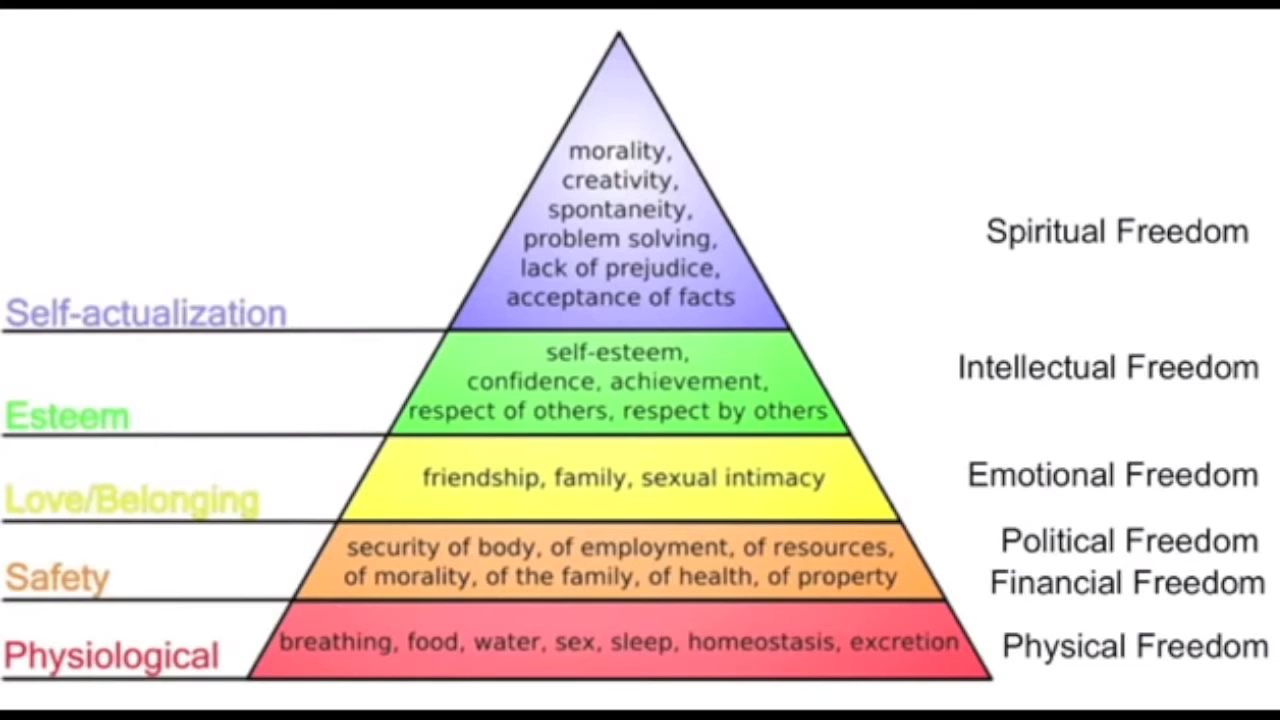 morality,
creativity,
spontaneity,
problem solving,
lack of prejudice,
acceptance of facts
Spiritual Freedom
Self-actualization
self-esteem,
confidence, achievement,
respect of others, respect by others
Intellectual Freedom
Esteem
friendship, family, sexual intimacy
Emotional Freedom
Love/Belonging
security of body, of employment, of resources,
of morality, of the family, of health, of property
Political Freedom
Financial Freedom
Safety
breathing, food, water, sex, sleep, homeostasis, excretion
Physical Freedom
Physiological